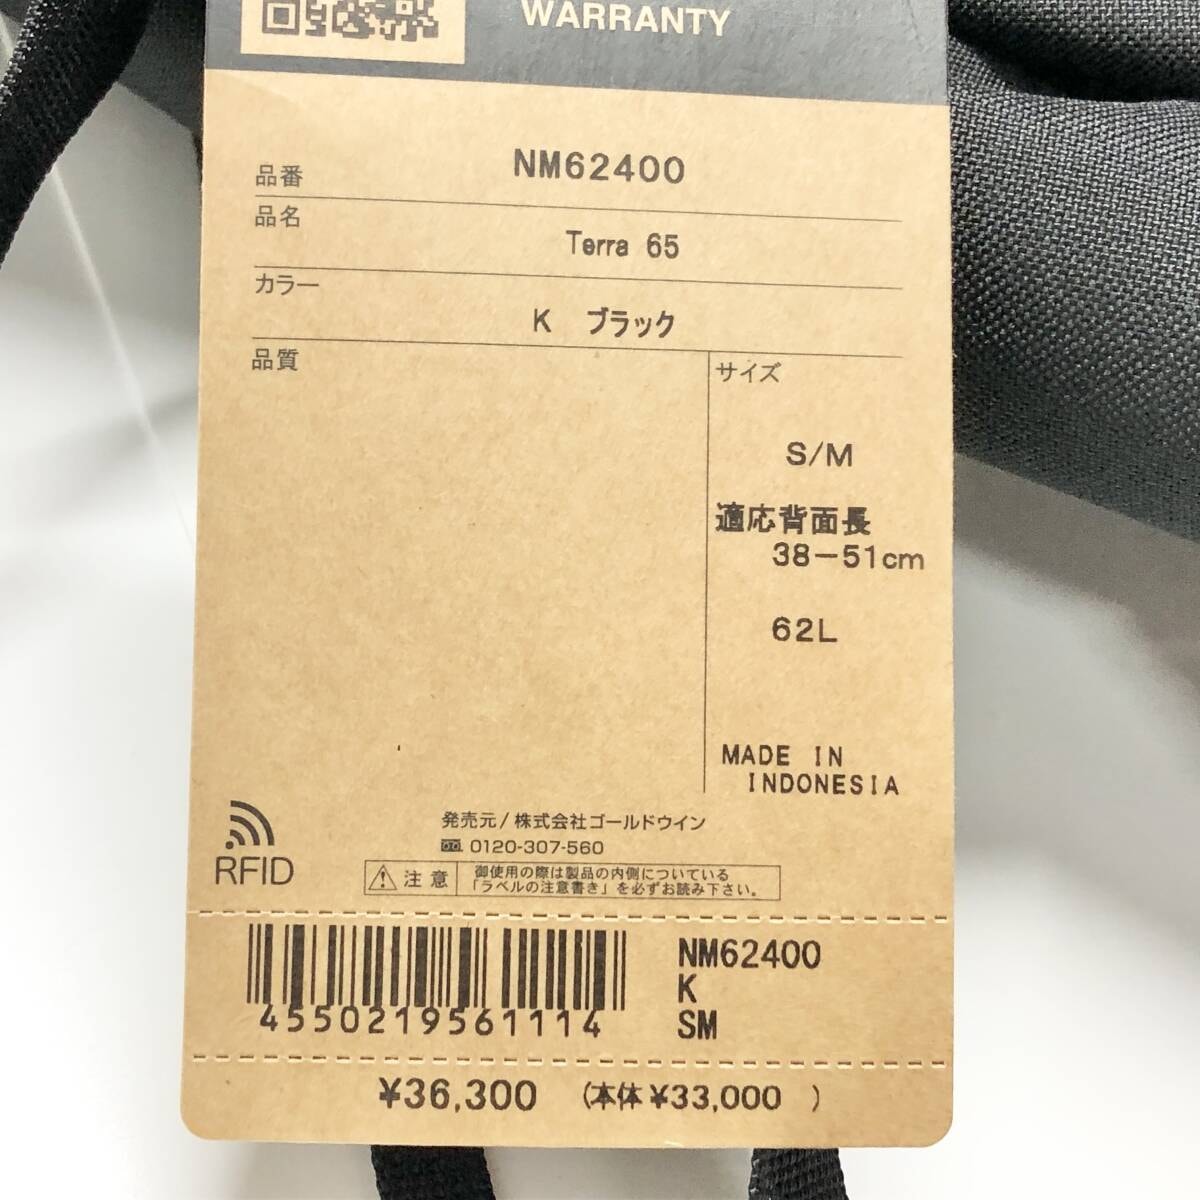 WARRANTY
品番 NM62400
品名 Terra 65
カラー K ブラック
品質
サイズ
S/M
適応背面長
38-51cm
62L
MADE IN
INDONESIA
RFID
発売元/株式会社ゴールドウイン
0120-307-560
注意
御使用の際は製品の内側についている
「ラベルの注意書き」を必ずお読み下さい。
4550219561114
NM62400
K
SM
¥36,300 (本体 ¥33,000 )